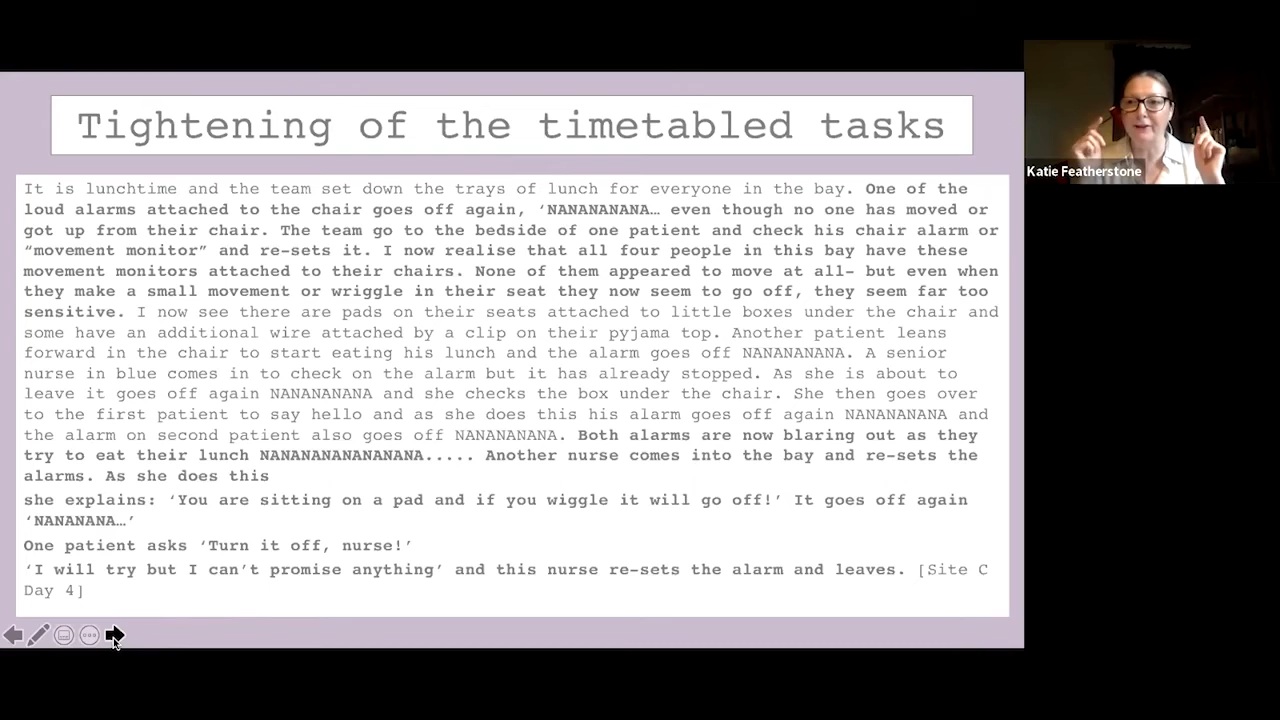 Tightening of the timetabled tasks
It is lunchtime and the team set down the trays of lunch for everyone in the bay. One of the
loud alarms attached to the chair goes off again, ‘NANANANANA… even though no one has moved or
got up from their chair. The team go to the bedside of one patient and check his chair alarm or
“movement monitor” and re-sets it. I now realise that all four people in this bay have these
movement monitors attached to their chairs. None of them appeared to move at all– but even when
they make a small movement or wriggle in their seat they now seem to go off, they seem far too
sensitive. I now see there are pads on their seats attached to little boxes under the chair and
some have an additional wire attached by a clip on their pyjama top. Another patient leans
forward in the chair to start eating his lunch and the alarm goes off NANANANANA. A senior
nurse in blue comes in to check on the alarm but it has already stopped. As she is about to
leave it goes off again NANANANANA and she checks the box under the chair. She then goes over
to the first patient to say hello and as she does this his alarm goes off again NANANANANA and
the alarm on second patient also goes off NANANANANA. Both alarms are now blaring out as they
try to eat their lunch NANANANANANANANA..... Another nurse comes into the bay and re-sets the
alarms. As she does this
she explains: ‘You are sitting on a pad and if you wiggle it will go off!’ It goes off again
‘NANANANA…’
One patient asks ‘Turn it off, nurse!’
‘I will try but I can’t promise anything’ and this nurse re-sets the alarm and leaves. [Site C
Day 4]
Katie Featherstone